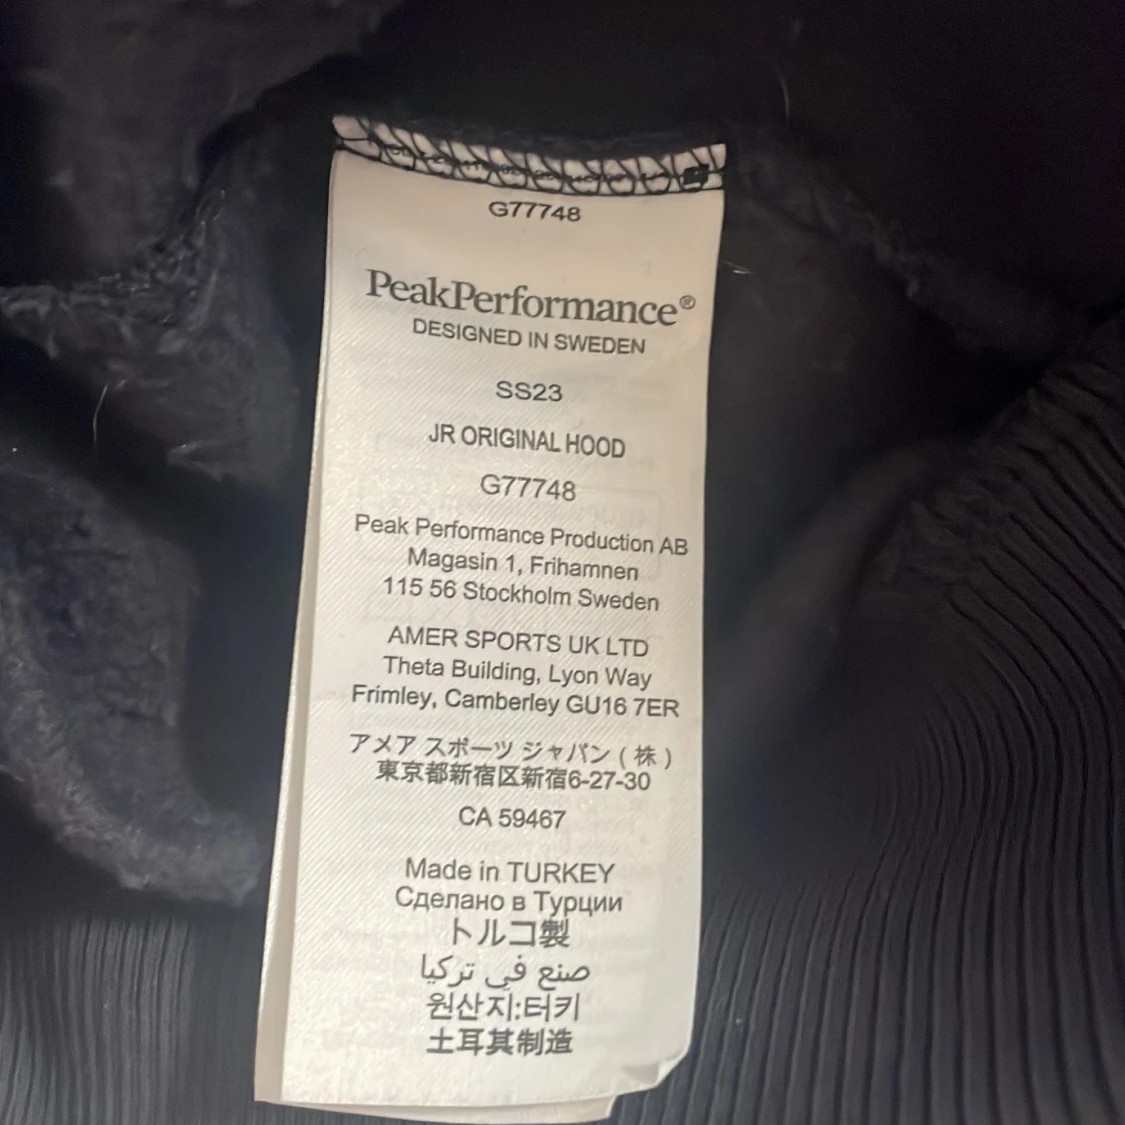 G77748
PeakPerformance®
DESIGNED IN SWEDEN
SS23
JR ORIGINAL HOOD
G77748
Peak Performance Production AB
Magasin 1, Frihamnen
115 56 Stockholm Sweden
AMER SPORTS UK LTD
Theta Building, Lyon Way
Frimley, Camberley GU16 7ER
アメア スポーツ ジャパン ( 株 )
東京都新宿区新宿6-27-30
CA 59467
Made in TURKEY
Сделано в Турции
トルコ製
صنع في تركيا
원산지:터키
土耳其制造